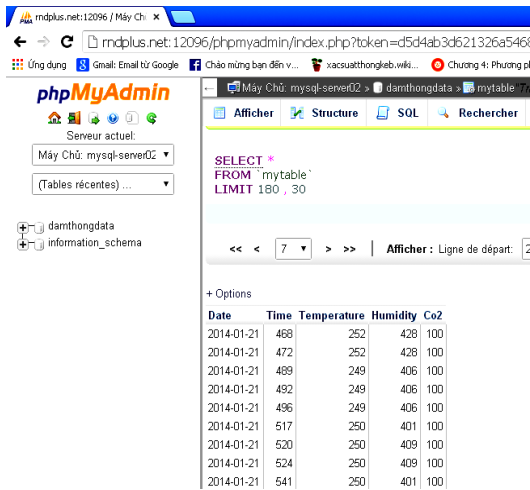 mdplus.net:12096 / Máy Ch
mdplus.net:12096/phpmyadmin/index.php?token=d5d4ab3d621326a5468
Ứng dụng Gmail: Email từ Google Chào mừng bạn đến v... xacsuatthongkeb.wiki... Chương 4: Phương p
phpMyAdmin
Máy Chủ: mysql-server02 » damthongdata » mytable
Afficher Structure SQL Rechercher
Serveur actuel:
Máy Chủ: mysql-server02
(Tables récentes) ...
SELECT *
FROM `mytable`
LIMIT 180 , 30
damthongdata
information_schema
<< < 7 > >> Afficher : Ligne de départ: 2
+ Options
Date Time Temperature Humidity Co2
2014-01-21 468 252 428 100
2014-01-21 472 252 428 100
2014-01-21 489 249 406 100
2014-01-21 492 249 406 100
2014-01-21 496 249 406 100
2014-01-21 517 250 401 100
2014-01-21 520 250 409 100
2014-01-21 524 250 409 100
2014-01-21 541 250 401 100